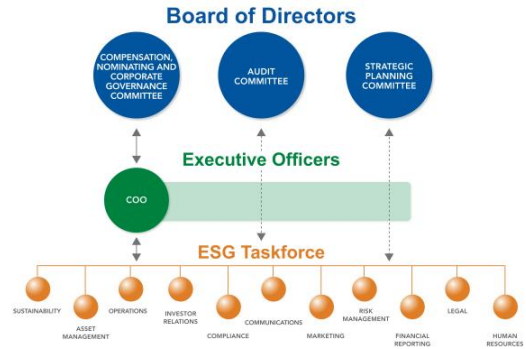 Board of Directors
COMPENSATION,
NOMINATING AND
CORPORATE
GOVERNANCE
COMMITTEE
AUDIT
COMMITTEE
STRATEGIC
PLANNING
COMMITTEE
Executive Officers
COO
ESG Taskforce
SUSTAINABILITY
ASSET
MANAGEMENT
OPERATIONS
INVESTOR
RELATIONS
COMPLIANCE
COMMUNICATIONS
MARKETING
RISK
MANAGEMENT
FINANCIAL
REPORTING
LEGAL
HUMAN
RESOURCES